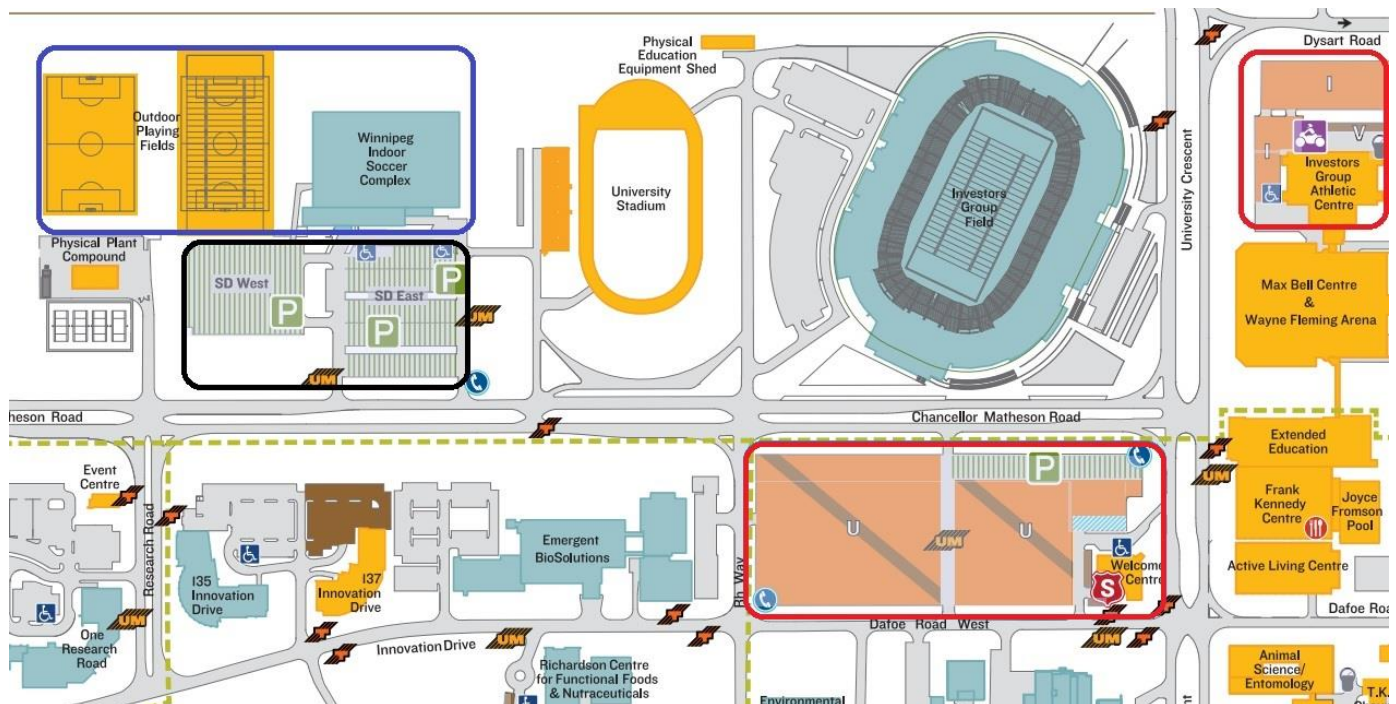 Dysart Road
Physical
Education
Equipment Shed
Outdoor
Playing
Fields
Winnipeg
Indoor
Soccer
Complex
University
Stadium
Investors
Group
Field
University Crescent
I
I
V
Investors
Group
Athletic
Centre
Physical Plant
Compound
SD West
P
SD East
P
P
UM
UM
Max Bell Centre
&
Wayne Fleming Arena
heson Road
Chancellor Matheson Road
Extended
Education
UM
Event
Centre
Research Road
P
U
U
UM
Frank
Kennedy
Centre
Joyce
Fromson
Pool
Emergent
BioSolutions
Rh Way
135
Innovation
Drive
137
Innovation
Drive
Welcome
Centre
S
Active Living Centre
Dafoe Roa
UM
One
Research
Road
Innovation Drive
UM
Dafoe Road West
UM
Richardson Centre
for Functional Foods
& Nutraceuticals
Environmental
Animal
Science/
Entomology
T.K.